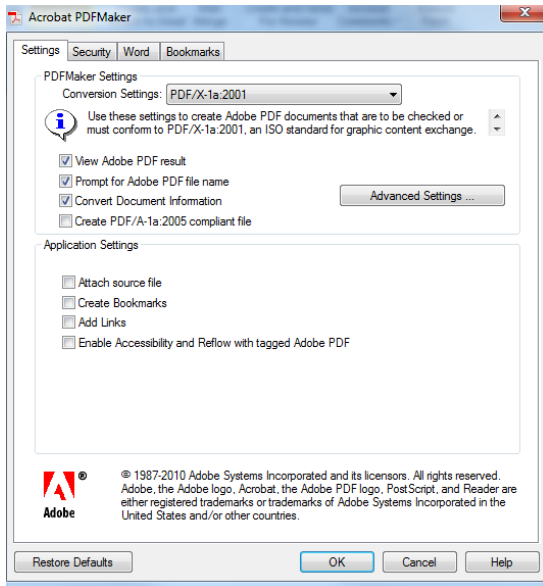 Acrobat PDFMaker
Settings Security Word Bookmarks
PDFMaker Settings
Conversion Settings: PDF/X-1a:2001
Use these settings to create Adobe PDF documents that are to be checked or
must conform to PDF/X-1a:2001, an ISO standard for graphic content exchange.
View Adobe PDF result
Prompt for Adobe PDF file name
Convert Document Information
Advanced Settings ...
Create PDF/A-1a:2005 compliant file
Application Settings
Attach source file
Create Bookmarks
Add Links
Enable Accessibility and Reflow with tagged Adobe PDF
® © 1987-2010 Adobe Systems Incorporated and its licensors. All rights reserved.
Adobe, the Adobe logo, Acrobat, the Adobe PDF logo, PostScript, and Reader are
either registered trademarks or trademarks of Adobe Systems Incorporated in the
Adobe United States and/or other countries.
Restore Defaults OK Cancel Help